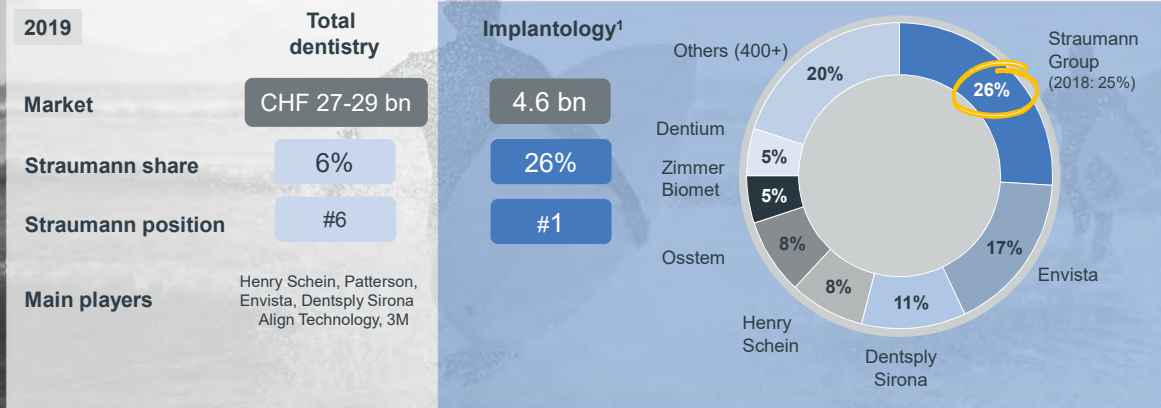 2019
Total
dentistry
Implantology¹
Market
CHF 27-29 bn
4.6 bn
Straumann share
6%
26%
Straumann position
#6
#1
Main players
Henry Schein, Patterson,
Envista, Dentsply Sirona
Align Technology, 3M
Others (400+)
20%
Straumann
Group
(2018: 25%)
26%
Dentium
5%
Zimmer
Biomet
5%
Osstem
8%
Henry
Schein
8%
Dentsply
Sirona
11%
Envista
17%